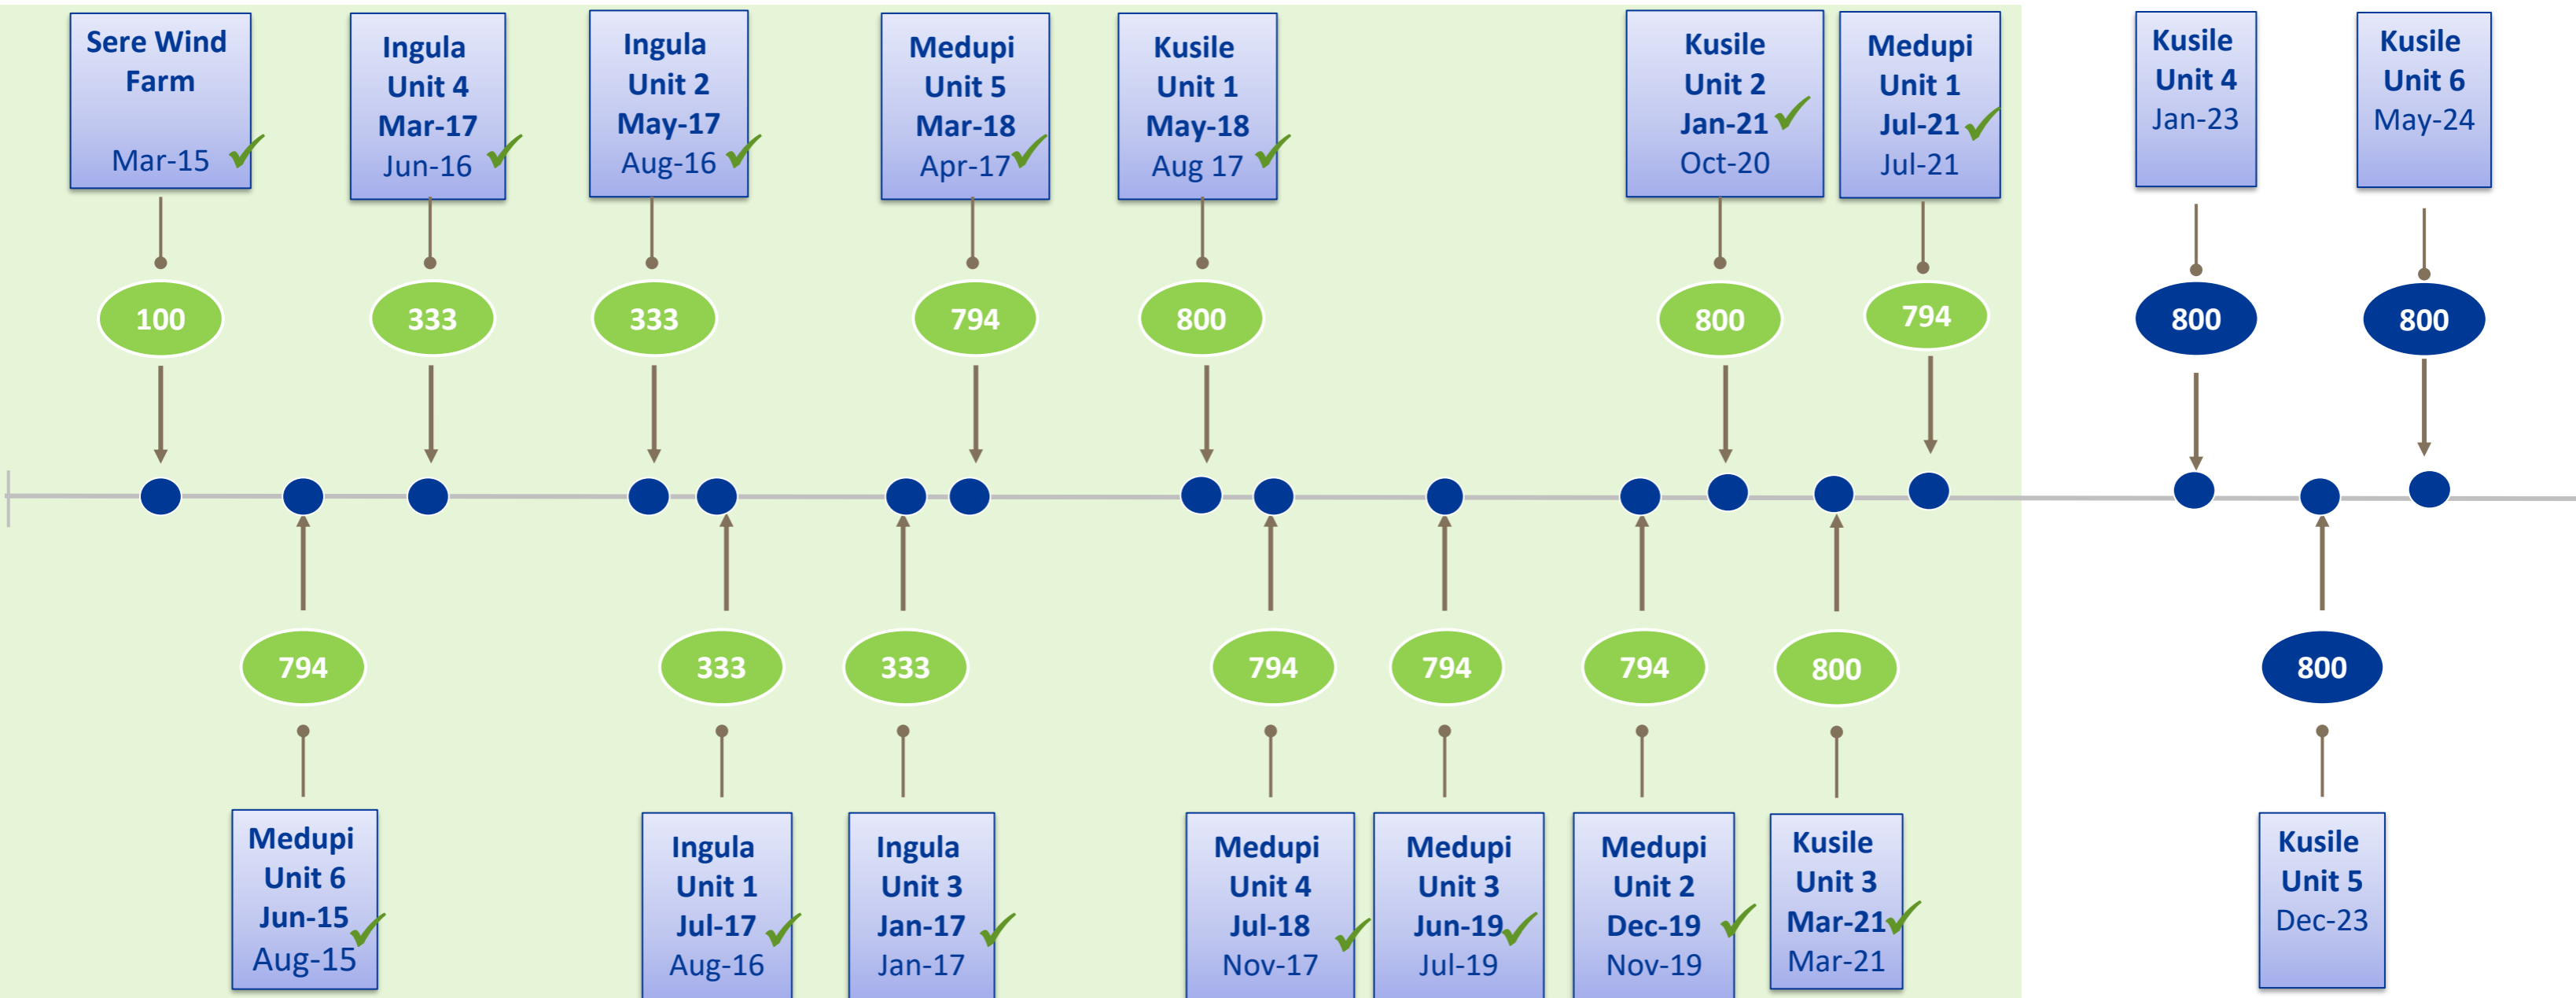 Sere Wind
Farm
Mar-15
Ingula
Unit 4
Mar-17
Jun-16
Ingula
Unit 2
May-17
Aug-16
Medupi
Unit 5
Mar-18
Apr-17
Kusile
Unit 1
May-18
Aug 17
Kusile
Unit 2
Jan-21
Oct-20
Medupi
Unit 1
Jul-21
Jul-21
Kusile
Unit 4
Jan-23
Kusile
Unit 6
May-24
100
333
333
794
800
800
794
800
800
794
333
333
794
794
794
800
800
Medupi
Unit 6
Jun-15
Aug-15
Ingula
Unit 1
Jul-17
Aug-16
Ingula
Unit 3
Jan-17
Jan-17
Medupi
Unit 4
Jul-18
Nov-17
Medupi
Unit 3
Jun-19
Jul-19
Medupi
Unit 2
Dec-19
Nov-19
Kusile
Unit 3
Mar-21
Mar-21
Kusile
Unit 5
Dec-23